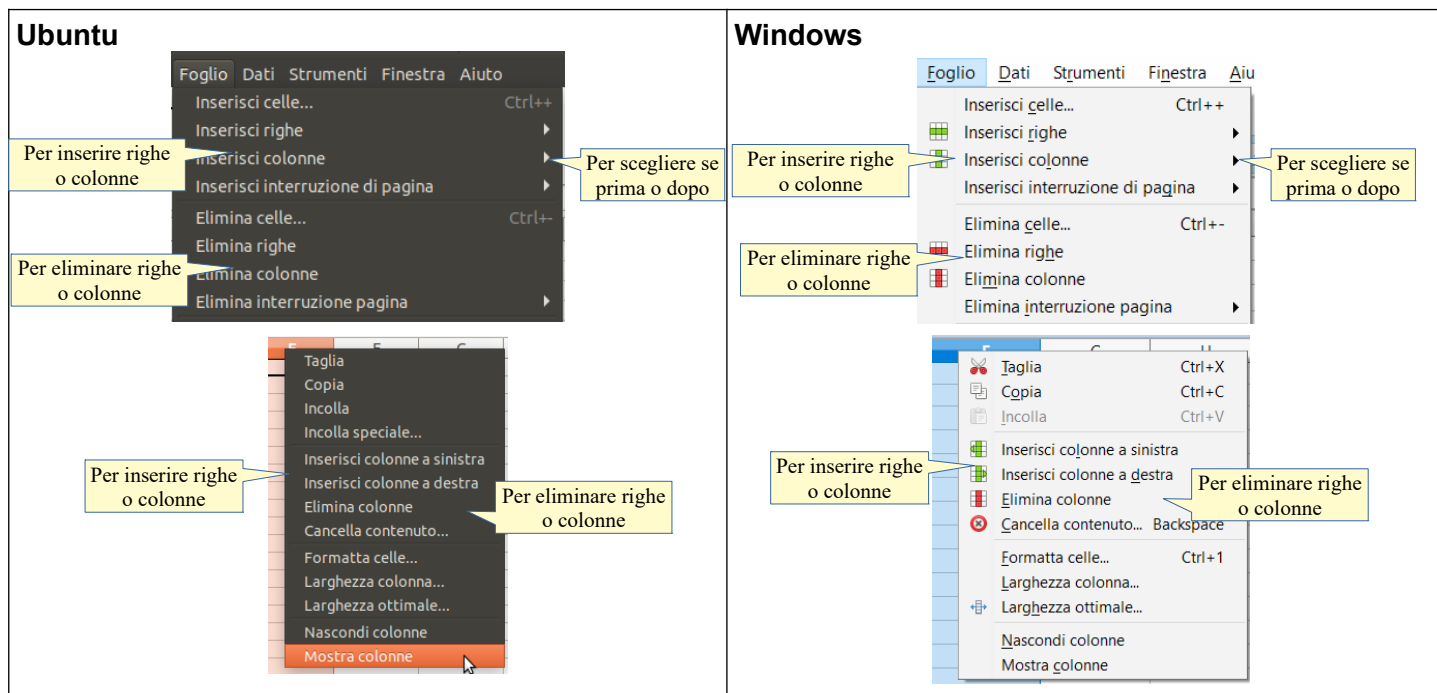 Ubuntu
Foglio Dati Strumenti Finestra Aiuto
Inserisci celle... Ctrl++
Inserisci righe
Inserisci colonne
Inserisci interruzione di pagina
Elimina celle... Ctrl+-
Elimina righe
Elimina colonne
Elimina interruzione pagina
Per inserire righe
o colonne
Per scegliere se
prima o dopo
Per eliminare righe
o colonne
Taglia
Copia
Incolla
Incolla speciale...
Inserisci colonne a sinistra
Inserisci colonne a destra
Elimina colonne
Cancella contenuto...
Formatta celle...
Larghezza colonna...
Larghezza ottimale...
Nascondi colonne
Mostra colonne
Per inserire righe
o colonne
Per eliminare righe
o colonne
Windows
Foglio Dati Strumenti Finestra Aiu
Inserisci celle... Ctrl++
Inserisci righe
Inserisci colonne
Inserisci interruzione di pagina
Elimina celle... Ctrl+-
Elimina righe
Elimina colonne
Elimina interruzione pagina
Per inserire righe
o colonne
Per scegliere se
prima o dopo
Per eliminare righe
o colonne
Taglia Ctrl+X
Copia Ctrl+C
Incolla Ctrl+V
Inserisci colonne a sinistra
Inserisci colonne a destra
Elimina colonne
Cancella contenuto... Backspace
Formatta celle... Ctrl+1
Larghezza colonna...
Larghezza ottimale...
Nascondi colonne
Mostra colonne
Per inserire righe
o colonne
Per eliminare righe
o colonne